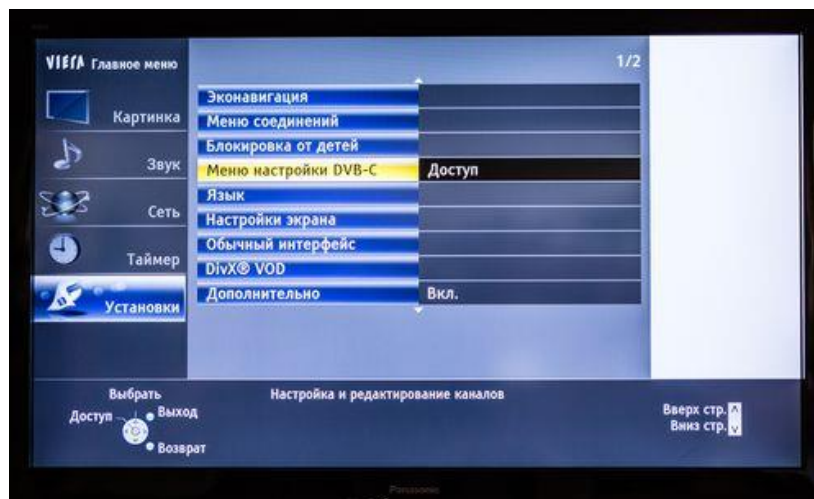 VIERA Главное меню
1/2
Картинка
Звук
Сеть
Таймер
Установки
Эконавигация
Меню соединений
Блокировка от детей
Меню настройки DVB-C Доступ
Язык
Настройки экрана
Обычный интерфейс
DivX® VOD
Дополнительно Вкл.
Выбрать
Доступ
Выход
Возврат
Настройка и редактирование каналов
Вверх стр.
Вниз стр.
Panasonic